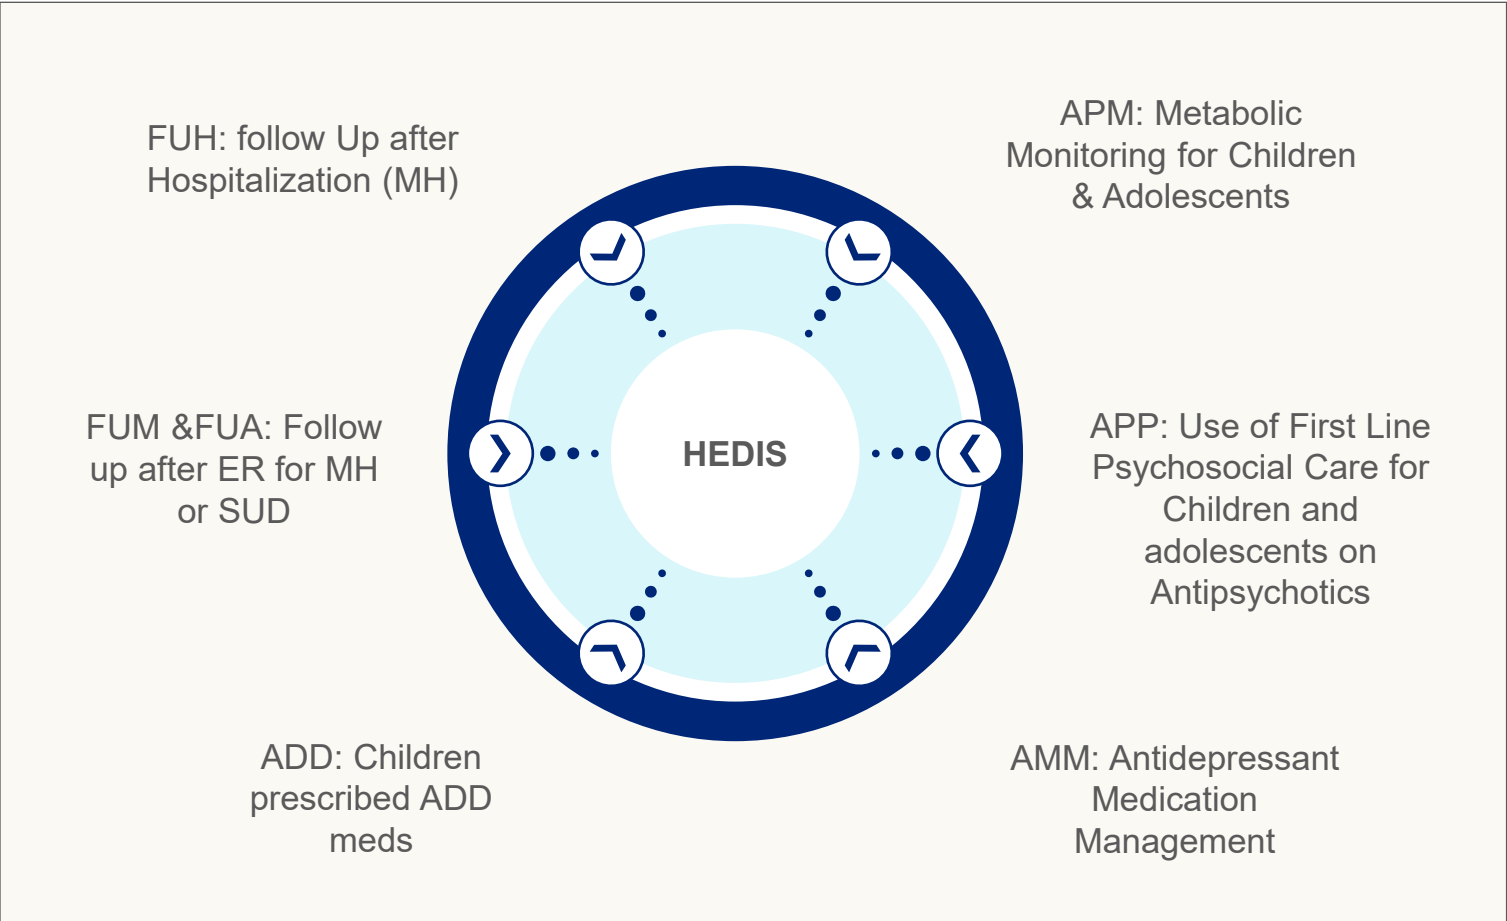 FUH: follow Up after
Hospitalization (MH)
APM: Metabolic
Monitoring for Children
& Adolescents
FUM &FUA: Follow
up after ER for MH
or SUD
HEDIS
APP: Use of First Line
Psychosocial Care for
Children and
adolescents on
Antipsychotics
ADD: Children
prescribed ADD
meds
AMM: Antidepressant
Medication
Management